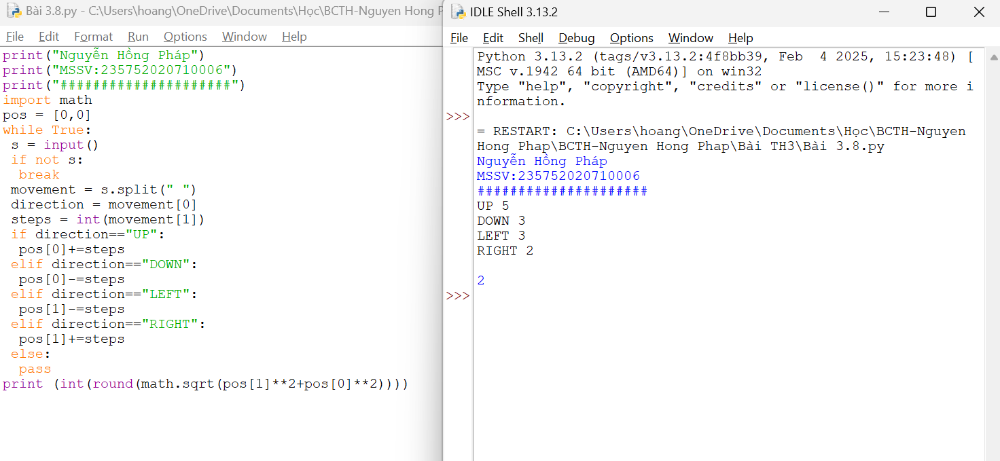 Bài 3.8.py - C:\Users\hoang\OneDrive\Documents\Học\BCTH-Nguyen Hong
File Edit Format Run Options Window Help
print("Nguyễn Hồng Pháp")
print("MSSV:235752020710006")
print("#####################")
import math
pos = [0,0]
while True:
 s = input()
 if not s:
  break
 movement = s.split(" ")
 direction = movement[0]
 steps = int(movement[1])
 if direction=="UP":
  pos[0]+=steps
 elif direction=="DOWN":
  pos[0]-=steps
 elif direction=="LEFT":
  pos[1]-=steps
 elif direction=="RIGHT":
  pos[1]+=steps
 else:
  pass
print (int(round(math.sqrt(pos[1]**2+pos[0]**2))))
IDLE Shell 3.13.2
File Edit Shell Debug Options Window Help
Python 3.13.2 (tags/v3.13.2:4f8bb39, Feb  4 2025, 15:23:48) [
MSC v.1942 64 bit (AMD64)] on win32
Type "help", "copyright", "credits" or "license()" for more i
nformation.
>>>
= RESTART: C:\Users\hoang\OneDrive\Documents\Học\BCTH-Nguyen
Hong Phap\BCTH-Nguyen Hong Phap\Bài TH3\Bài 3.8.py
Nguyễn Hồng Pháp
MSSV:235752020710006
#####################
UP 5
DOWN 3
LEFT 3
RIGHT 2
2
>>>